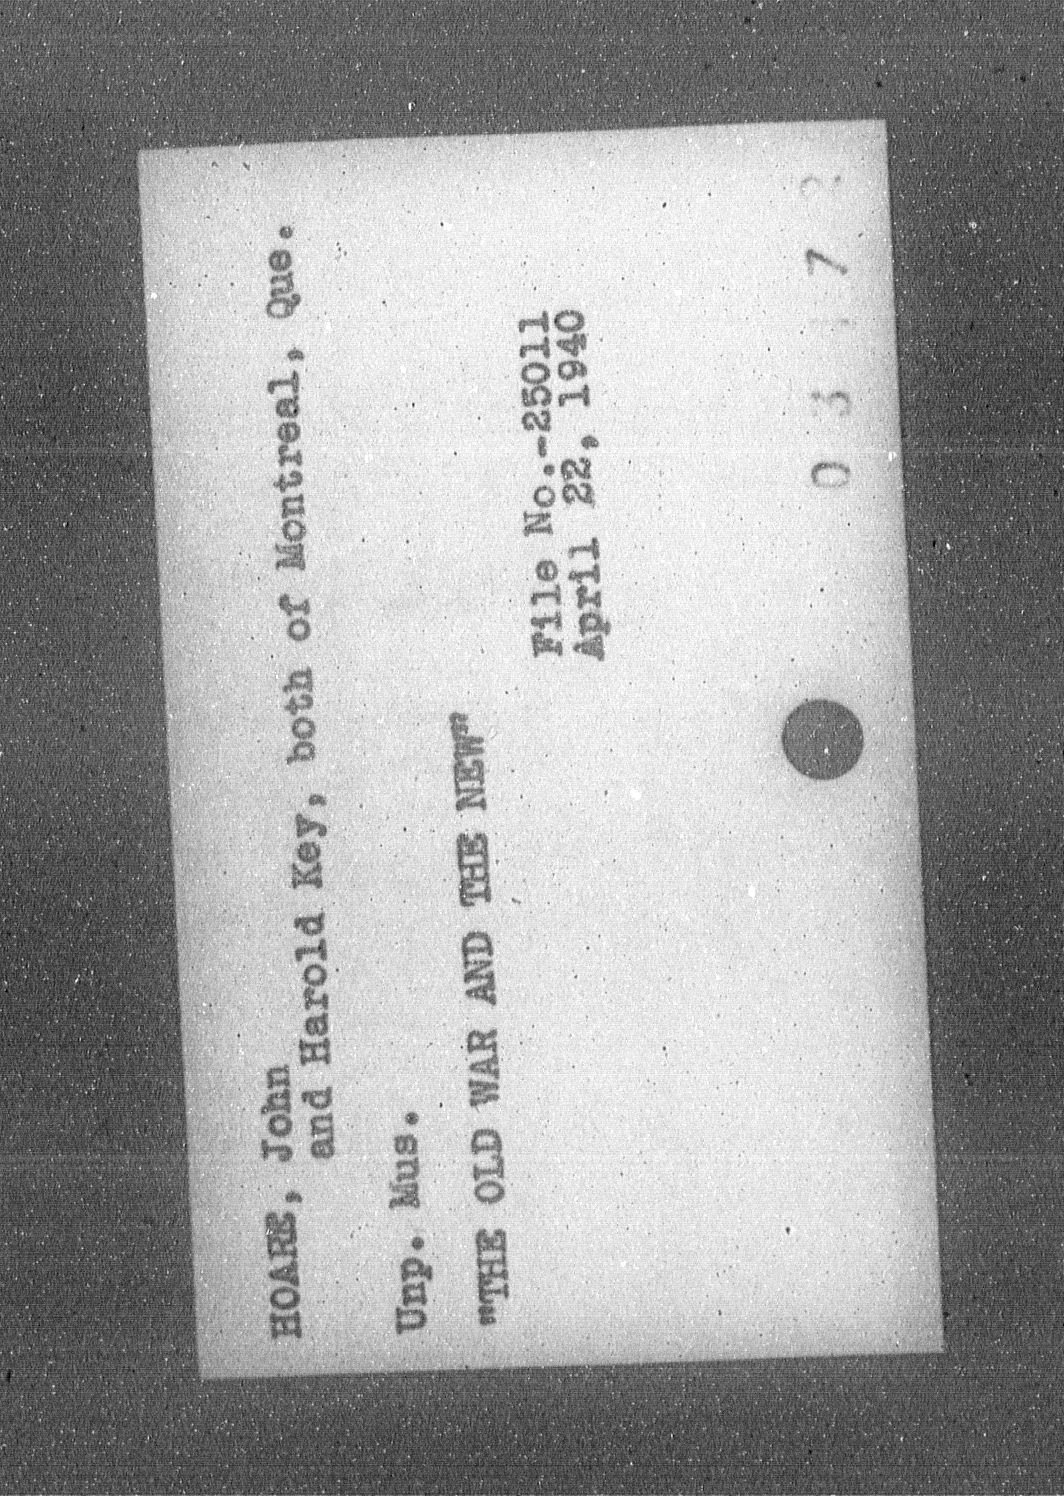 HOARE, John
and Harold Key, both of Montreal, Que.
Unp. Mus.
"THE OLD WAR AND THE NEW"
File No.-25011
April 22, 1940